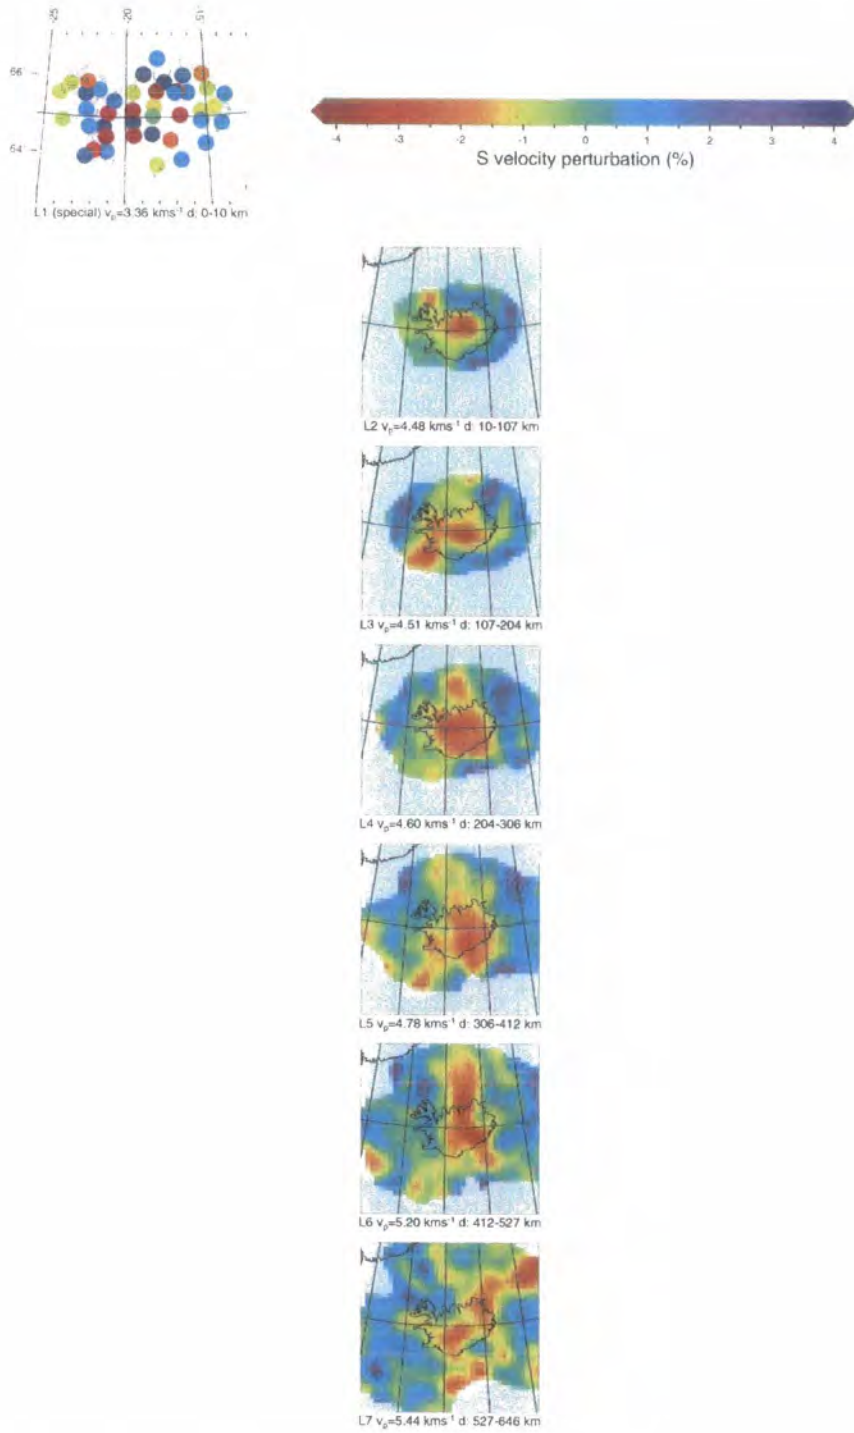 -25 -20 -15
66˚
64˚
L1 (special) vₚ=3.36 kms⁻¹ d: 0-10 km
-4 -3 -2 -1 0 1 2 3 4
S velocity perturbation (%)
L2 vₚ=4.48 kms⁻¹ d: 10-107 km
L3 vₚ=4.51 kms⁻¹ d: 107-204 km
L4 vₚ=4.60 kms⁻¹ d: 204-306 km
L5 vₚ=4.78 kms⁻¹ d: 306-412 km
L6 vₚ=5.20 kms⁻¹ d: 412-527 km
L7 vₚ=5.44 kms⁻¹ d: 527-646 km